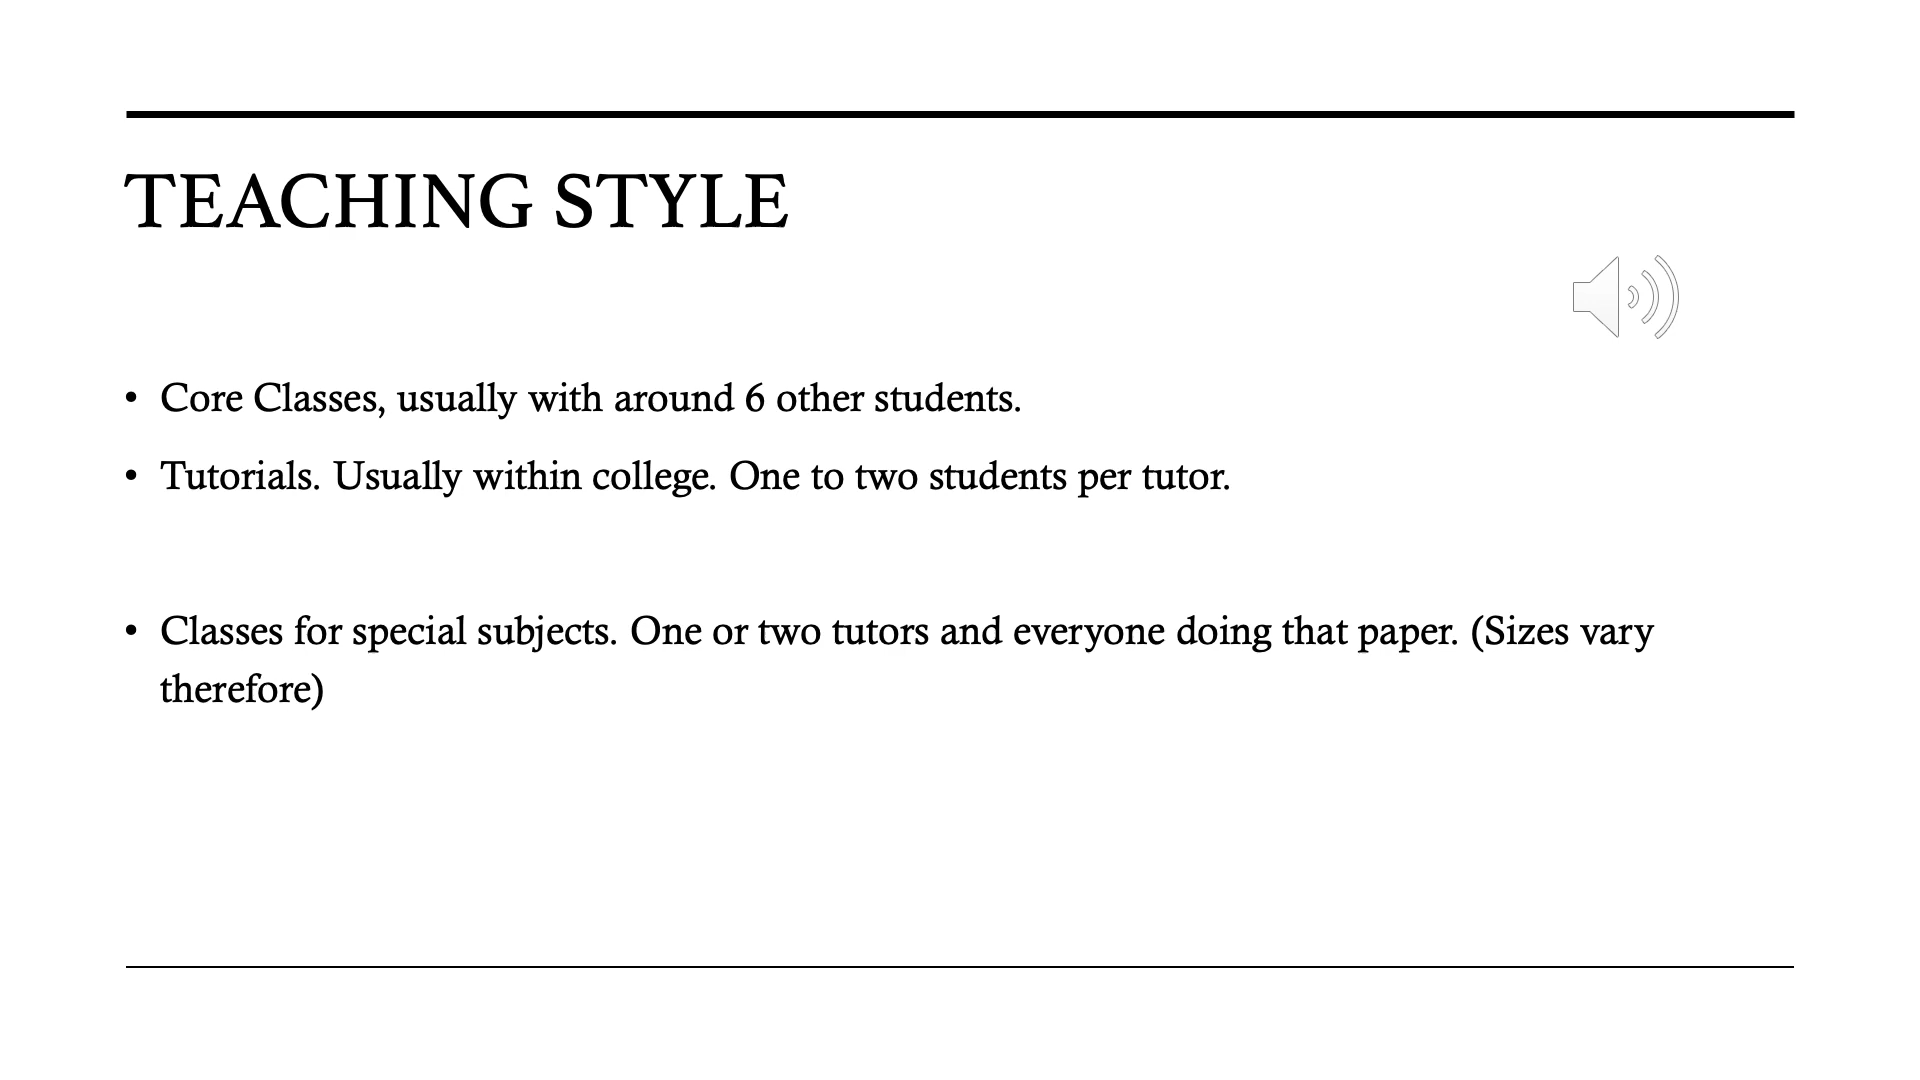 TEACHING STYLE
• Core Classes, usually with around 6 other students.
• Tutorials. Usually within college. One to two students per tutor.
• Classes for special subjects. One or two tutors and everyone doing that paper. (Sizes vary
therefore)